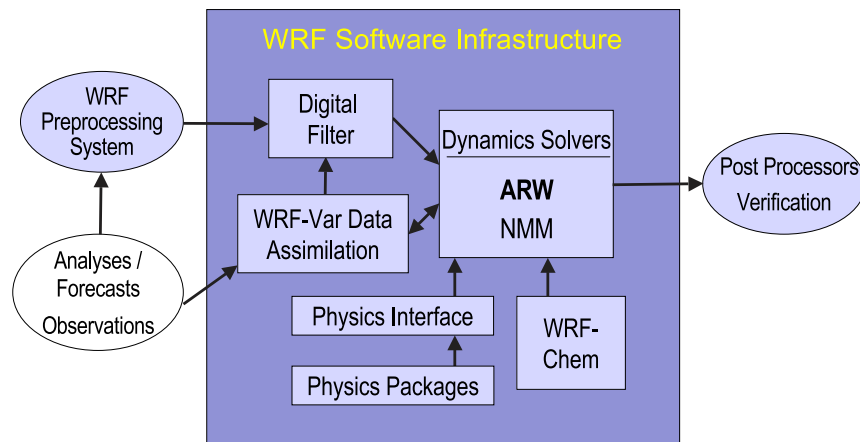 WRF Software Infrastructure
WRF
Preprocessing
System
Digital
Filter
Dynamics Solvers
ARW
NMM
Post Processors
Verification
WRF-Var Data
Assimilation
Analyses /
Forecasts
Observations
Physics Interface
WRF-
Chem
Physics Packages